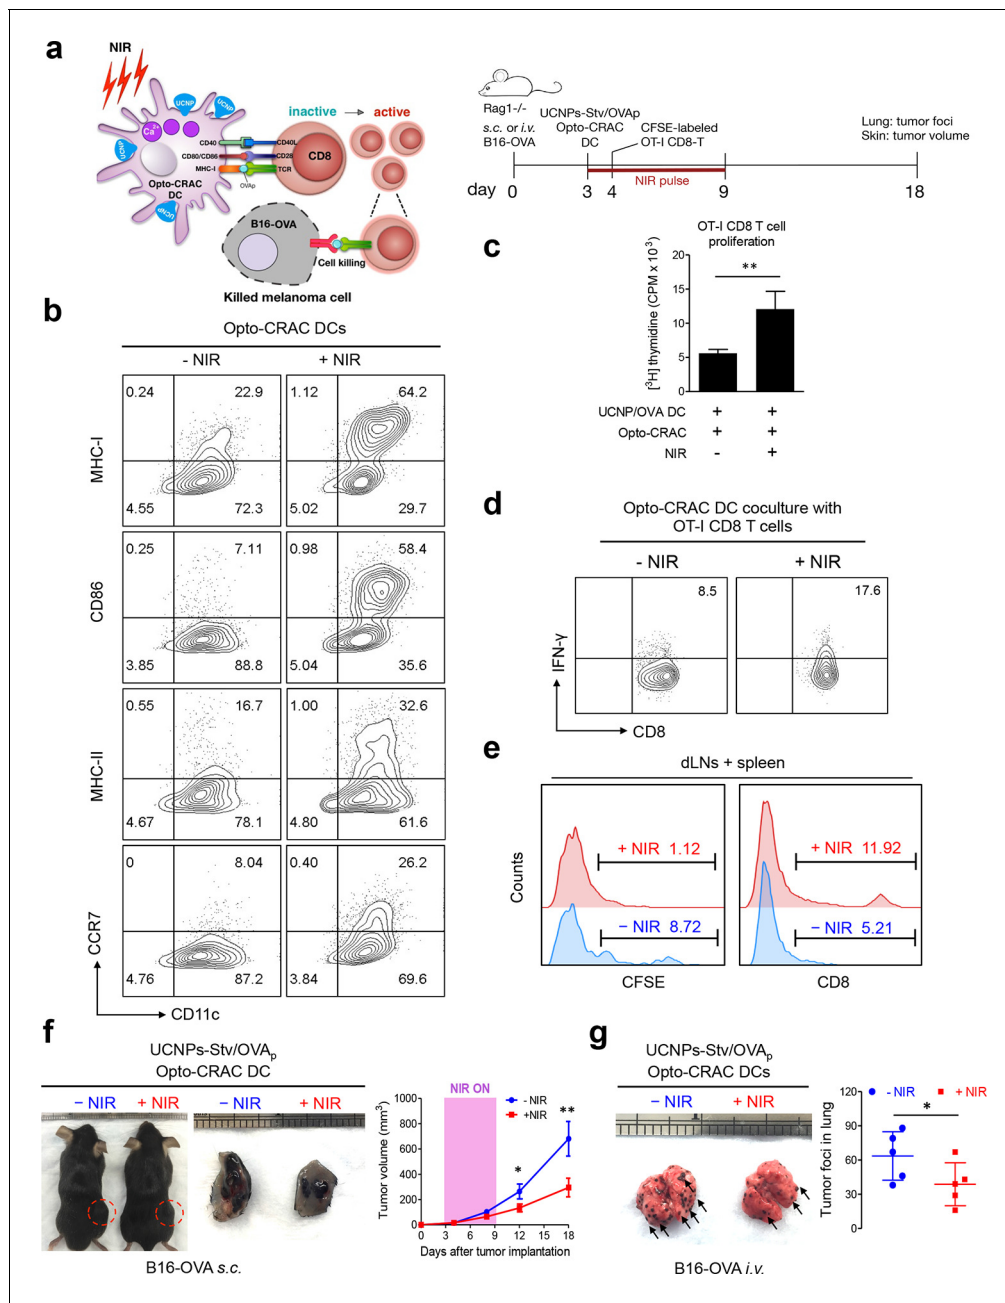 a
NIR
UCNP
UCNP
UCNP
UCNP
Ca2+
Opto-CRAC
DC
CD40
CD80/CD86
MHC-I
OVAp
CD40L
CD28
TCR
inactive → active
CD8
B16-OVA
Cell killing
Killed melanoma cell
Rag1-/-
s.c. or i.v.
B16-OVA
UCNPs-Stv/OVAp
Opto-CRAC
DC
CFSE-labeled
OT-I CD8-T
Lung: tumor foci
Skin: tumor volume
NIR pulse
day 0 3 4 9 18
b
Opto-CRAC DCs
- NIR + NIR
0.24 22.9 1.12 64.2
MHC-I
4.55 72.3 5.02 29.7
0.25 7.11 0.98 58.4
CD86
3.85 88.8 5.04 35.6
0.55 16.7 1.00 32.6
MHC-II
4.67 78.1 4.80 61.6
0 8.04 0.40 26.2
CCR7
4.76 87.2 3.84 69.6
CD11c
c
OT-I CD8 T cell
proliferation
**
[3H] thymidine (CPM x 103)
20
15
10
5
0
UCNP/OVA DC + +
Opto-CRAC + +
NIR - +
d
Opto-CRAC DC coculture with
OT-I CD8 T cells
- NIR + NIR
8.5 17.6
IFN-γ
CD8
e
dLNs + spleen
Counts
+ NIR 1.12 + NIR 11.92
− NIR 8.72 − NIR 5.21
CFSE CD8
f
UCNPs-Stv/OVAp
Opto-CRAC DC
− NIR + NIR − NIR + NIR
B16-OVA s.c.
NIR ON
- NIR
+NIR
* **
Tumor volume (mm3)
1000
800
600
400
200
0
0 3 6 9 12 15 18
Days after tumor implantation
g
UCNPs-Stv/OVAp
Opto-CRAC DCs
− NIR + NIR
B16-OVA i.v.
- NIR + NIR
*
Tumor foci in lung
120
90
60
30
0